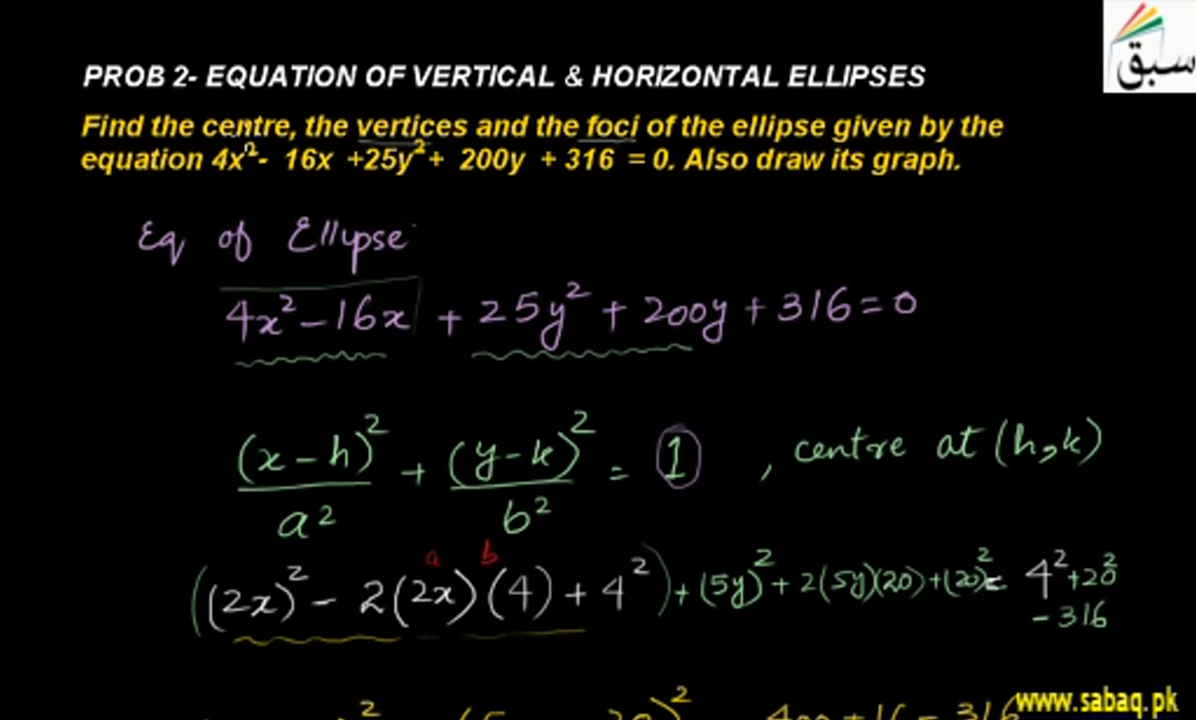 سبق
PROB 2- EQUATION OF VERTICAL & HORIZONTAL ELLIPSES
Find the centre, the vertices and the foci of the ellipse given by the
equation 4x²- 16x +25y²+ 200y + 316 = 0. Also draw its graph.
Eq of Ellipse
4x² - 16x + 25y² + 200y + 316 = 0
(x-h)²/a² + (y-k)²/b² = 1 , centre at (h,k)
a b
((2x)² - 2(2x)(4) + 4²) + (5y)² + 2(5y)(20) + (20)² = 4² + 20²
- 316
www.sabaq.pk